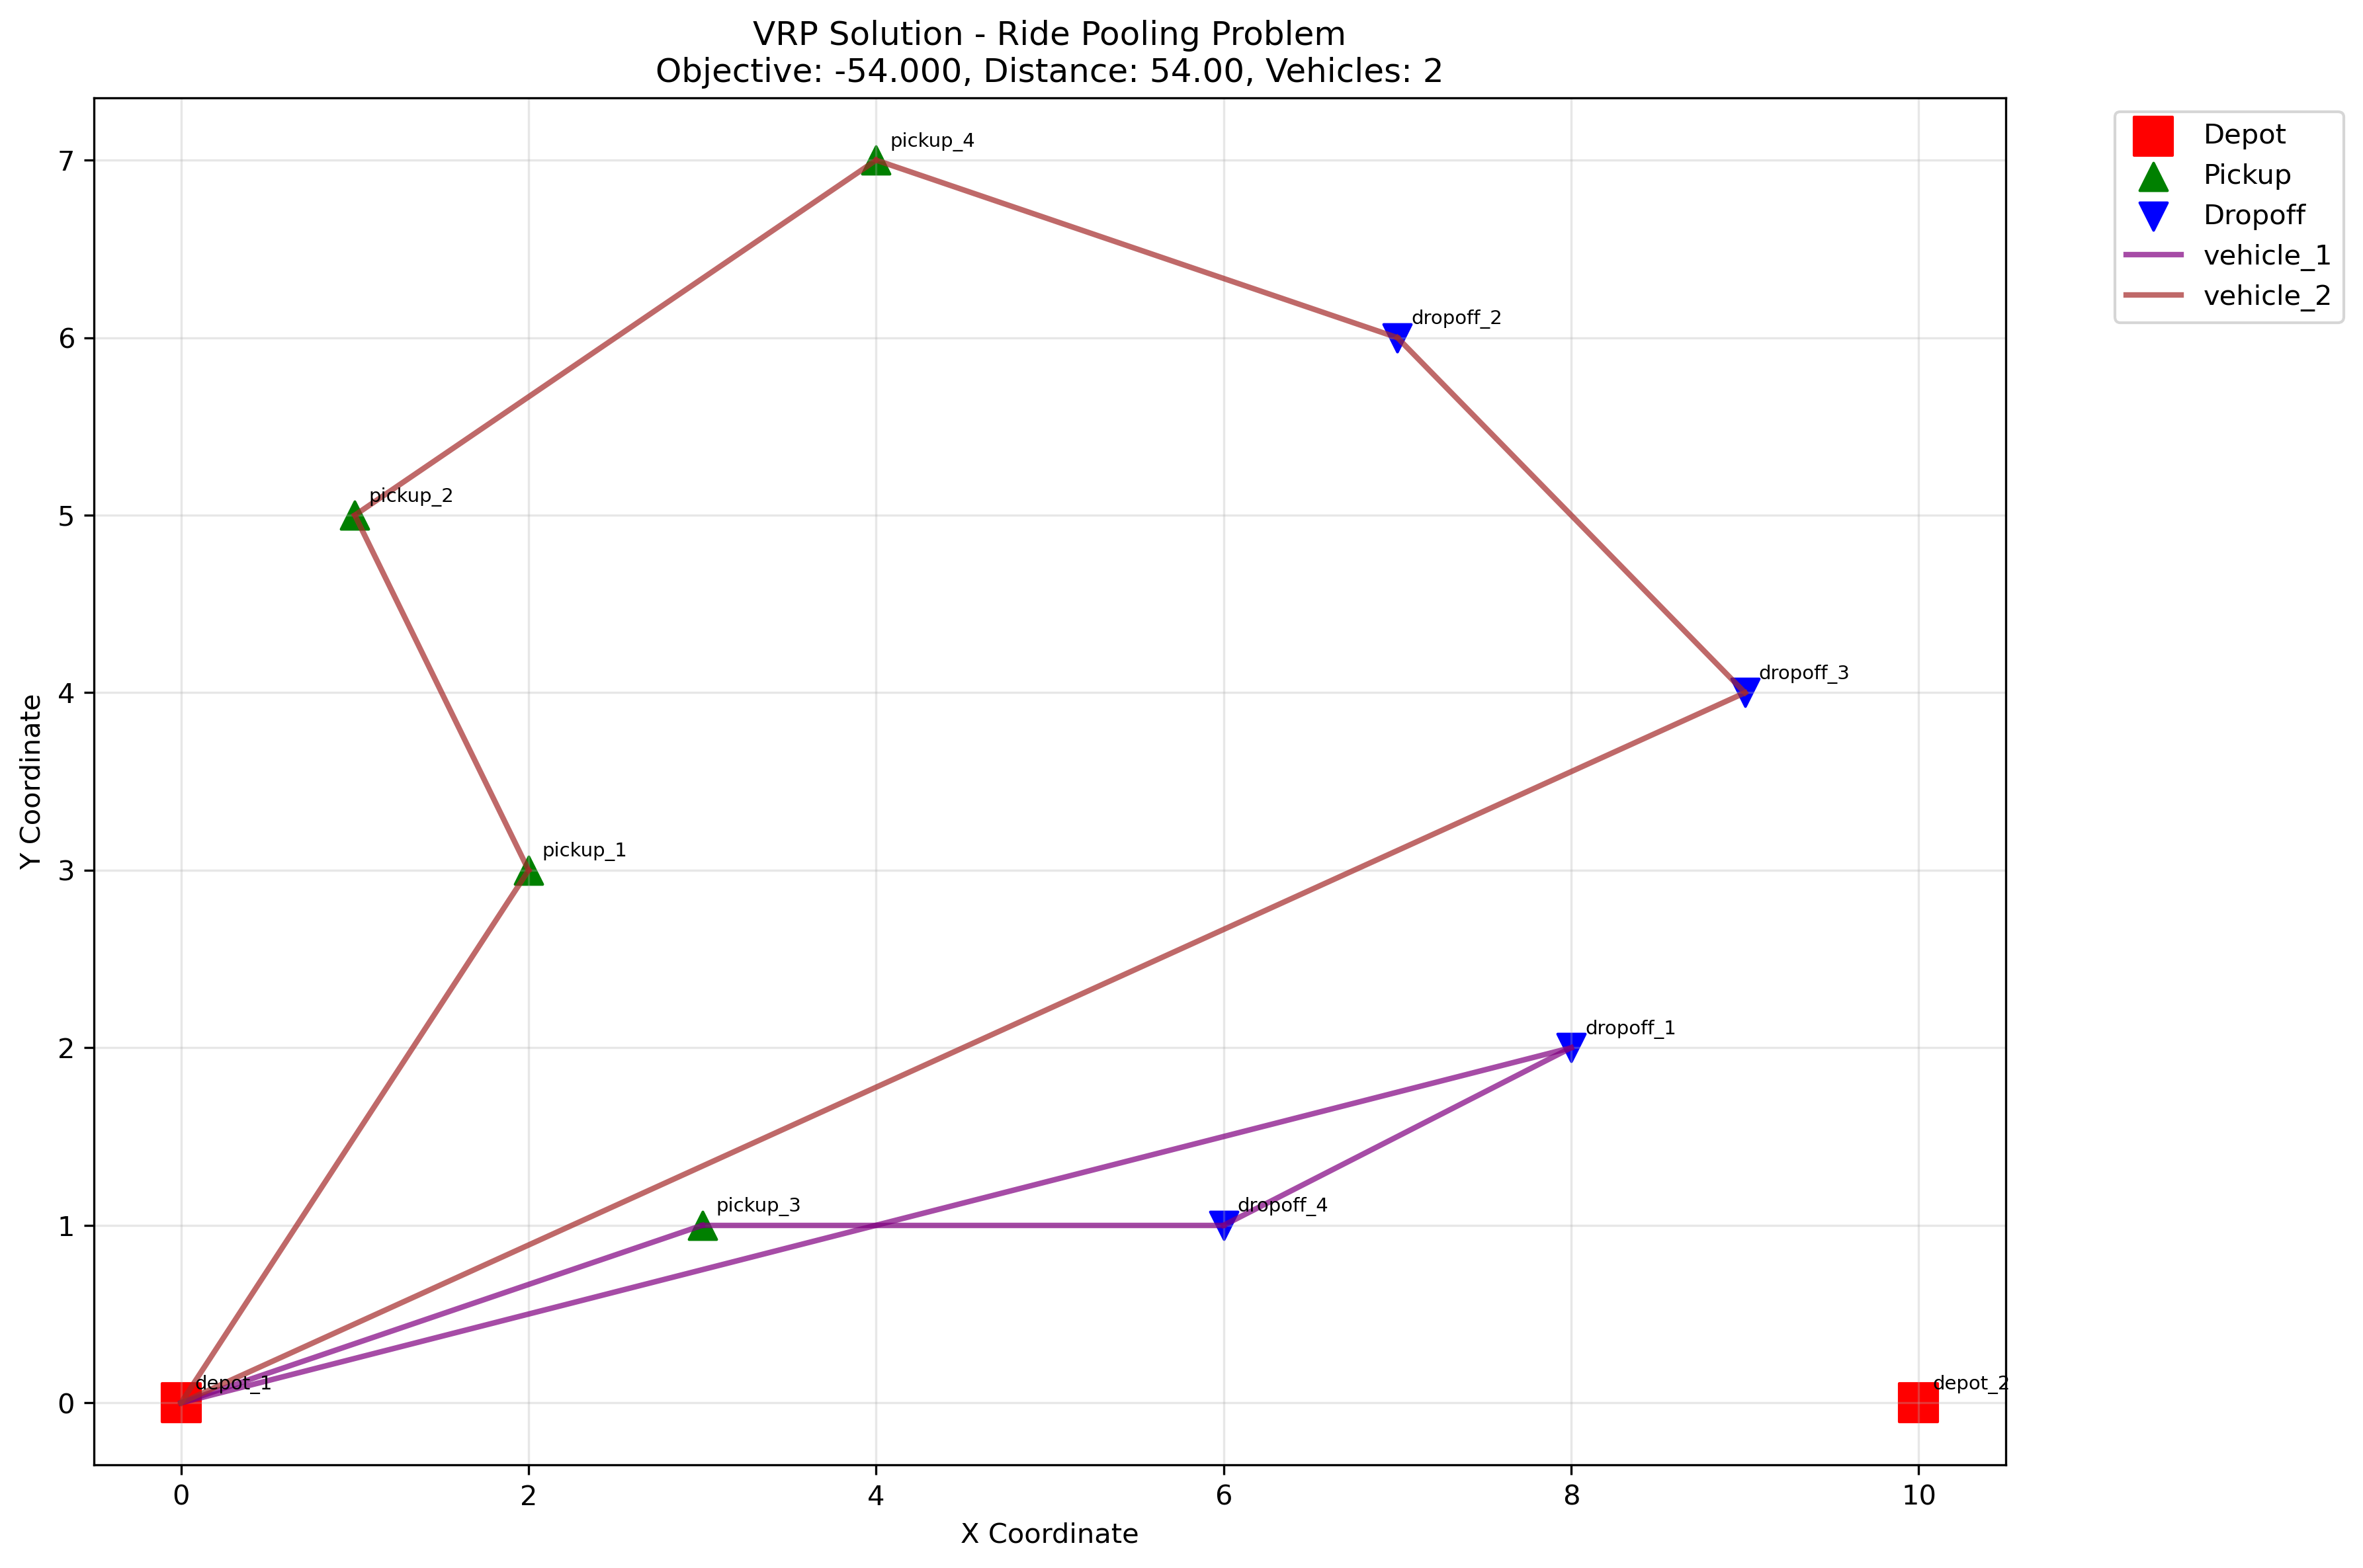 VRP Solution - Ride Pooling Problem
Objective: -54.000, Distance: 54.00, Vehicles: 2
Depot
Pickup
Dropoff
vehicle_1
vehicle_2
pickup_4
dropoff_2
pickup_2
dropoff_3
pickup_1
dropoff_1
pickup_3
dropoff_4
depot_1
depot_2
7
6
5
4
3
2
1
0
Y Coordinate
0 2 4 6 8 10
X Coordinate